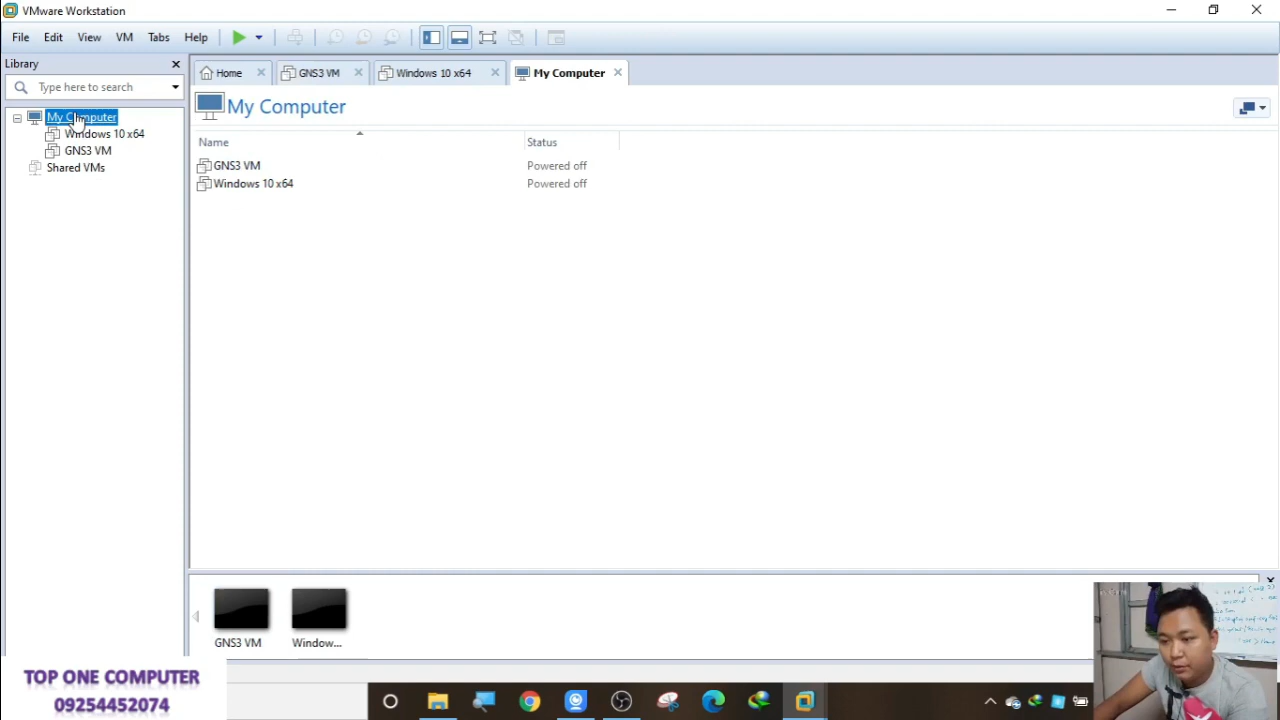 VMware Workstation
File Edit View VM Tabs Help
Library
Type here to search
Home
GNS3 VM
Windows 10 x64
My Computer
My Computer
Windows 10 x64
GNS3 VM
Shared VMs
My Computer
Name Status
GNS3 VM Powered off
Windows 10 x64 Powered off
GNS3 VM
Window...
TOP ONE COMPUTER
09254452074